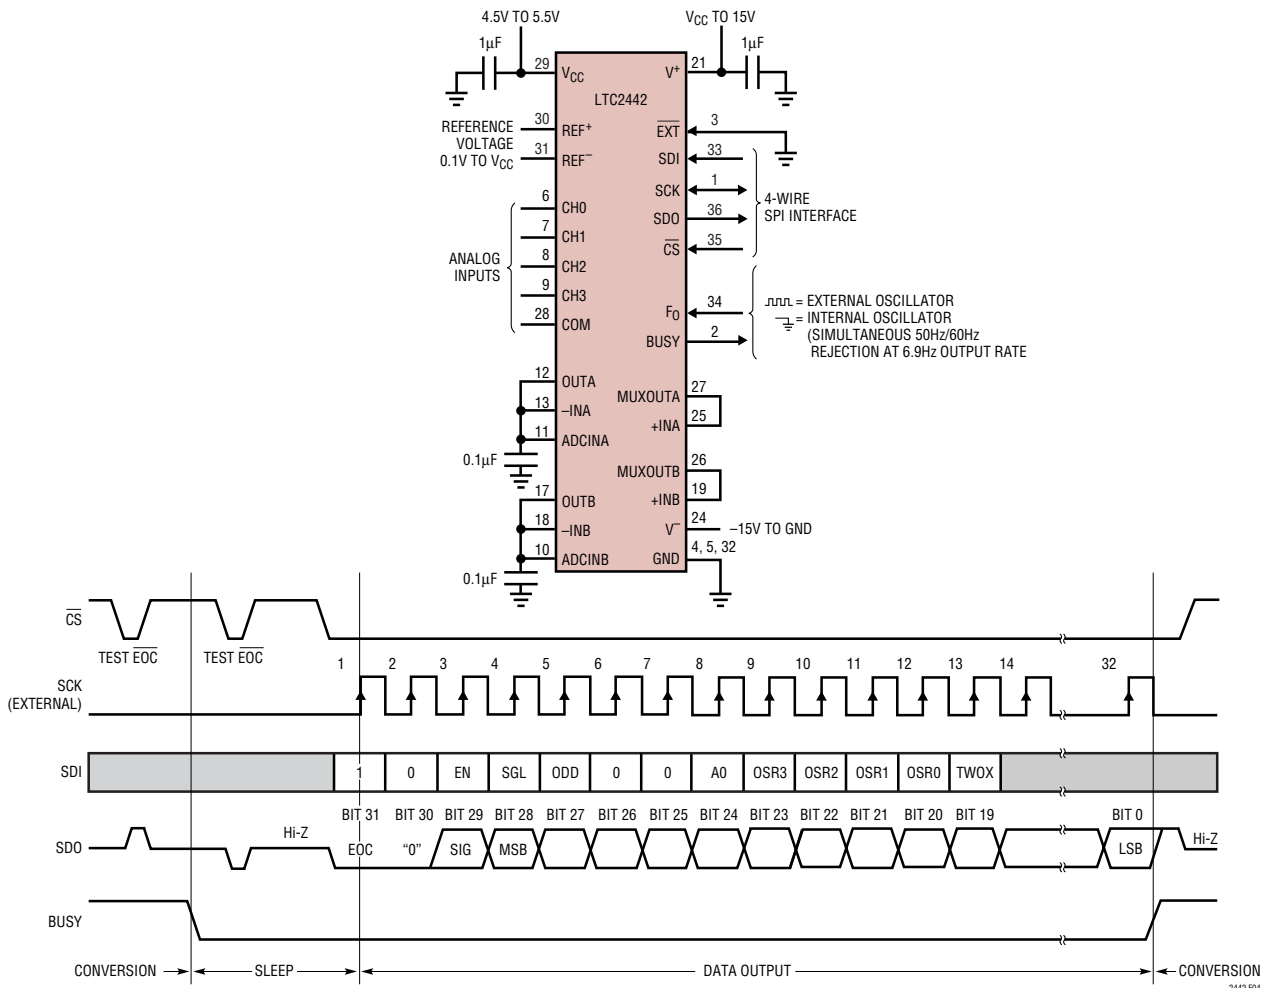 4.5V TO 5.5V
VCC TO 15V
1µF
1µF
29
VCC
V+
21
LTC2442
REFERENCE
VOLTAGE
0.1V TO VCC
30
REF+
31
REF–
EXT
3
SDI
33
SCK
1
SDO
36
CS
35
4-WIRE
SPI INTERFACE
ANALOG
INPUTS
6
CH0
7
CH1
8
CH2
9
CH3
28
COM
FO
34
BUSY
2
= EXTERNAL OSCILLATOR
= INTERNAL OSCILLATOR
(SIMULTANEOUS 50Hz/60Hz
REJECTION AT 6.9Hz OUTPUT RATE
12
OUTA
13
–INA
11
ADCINA
0.1µF
MUXOUTA
27
+INA
25
17
OUTB
18
–INB
10
ADCINB
0.1µF
MUXOUTB
26
+INB
19
V–
24
–15V TO GND
GND
4, 5, 32
CS
TEST EOC
TEST EOC
SCK
(EXTERNAL)
1 2 3 4 5 6 7 8 9 10 11 12 13 14 32
SDI
1 0 EN SGL ODD 0 0 A0 OSR3 OSR2 OSR1 OSR0 TWOX
BIT 31 BIT 30 BIT 29 BIT 28 BIT 27 BIT 26 BIT 25 BIT 24 BIT 23 BIT 22 BIT 21 BIT 20 BIT 19 BIT 0
SDO
Hi-Z
EOC "0" SIG MSB LSB
Hi-Z
BUSY
CONVERSION SLEEP DATA OUTPUT CONVERSION
2442 F04